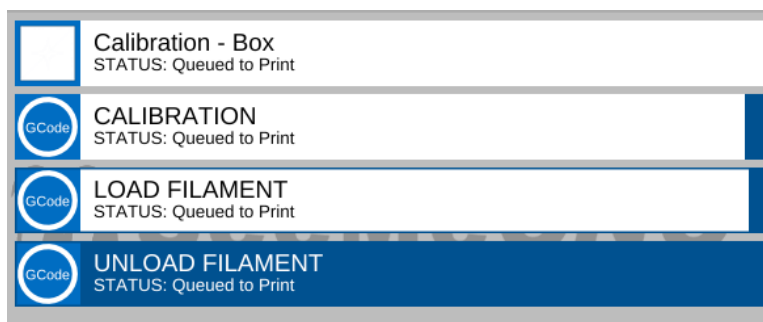 Calibration - Box
STATUS: Queued to Print
GCode
CALIBRATION
STATUS: Queued to Print
GCode
LOAD FILAMENT
STATUS: Queued to Print
GCode
UNLOAD FILAMENT
STATUS: Queued to Print